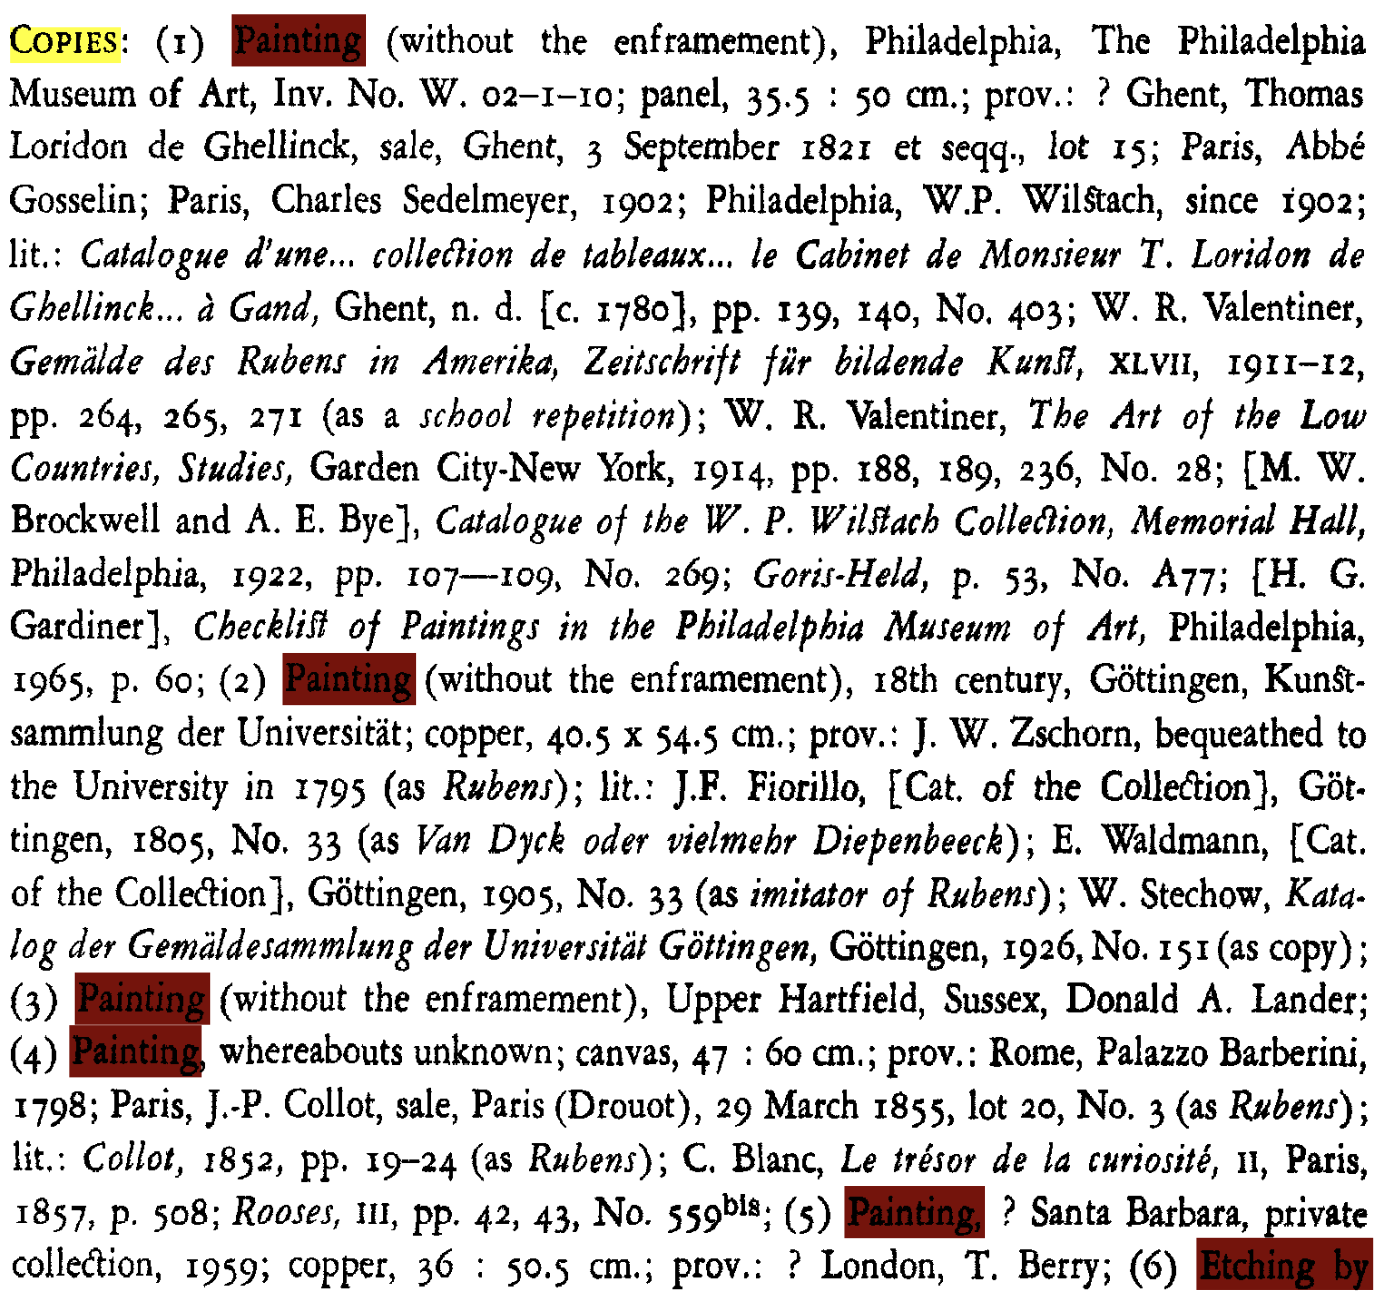 COPIES: (1) Painting (without the enframement), Philadelphia, The Philadelphia
Museum of Art, Inv. No. W. 02–1–10; panel, 35.5 : 50 cm.; prov.: ? Ghent, Thomas
Loridon de Ghellinck, sale, Ghent, 3 September 1821 et seqq., lot 15; Paris, Abbé
Gosselin; Paris, Charles Sedelmeyer, 1902; Philadelphia, W.P. Wilstach, since 1902;
lit.: Catalogue d'une... collection de tableaux... le Cabinet de Monsieur T. Loridon de
Ghellinck... à Gand, Ghent, n. d. [c. 1780], pp. 139, 140, No. 403; W. R. Valentiner,
Gemälde des Rubens in Amerika, Zeitschrift für bildende Kunst, XLVII, 1911–12,
pp. 264, 265, 271 (as a school repetition); W. R. Valentiner, The Art of the Low
Countries, Studies, Garden City-New York, 1914, pp. 188, 189, 236, No. 28; [M. W.
Brockwell and A. E. Bye], Catalogue of the W. P. Wilstach Collection, Memorial Hall,
Philadelphia, 1922, pp. 107—109, No. 269; Goris-Held, p. 53, No. A77; [H. G.
Gardiner], Checklist of Paintings in the Philadelphia Museum of Art, Philadelphia,
1965, p. 60; (2) Painting (without the enframement), 18th century, Göttingen, Kunst-
sammlung der Universität; copper, 40.5 x 54.5 cm.; prov.: J. W. Zschorn, bequeathed to
the University in 1795 (as Rubens); lit.: J.F. Fiorillo, [Cat. of the Collection], Göt-
tingen, 1805, No. 33 (as Van Dyck oder vielmehr Diepenbeeck); E. Waldmann, [Cat.
of the Collection], Göttingen, 1905, No. 33 (as imitator of Rubens); W. Stechow, Kata-
log der Gemäldesammlung der Universität Göttingen, Göttingen, 1926, No. 151 (as copy);
(3) Painting (without the enframement), Upper Hartfield, Sussex, Donald A. Lander;
(4) Painting, whereabouts unknown; canvas, 47 : 60 cm.; prov.: Rome, Palazzo Barberini,
1798; Paris, J.-P. Collot, sale, Paris (Drouot), 29 March 1855, lot 20, No. 3 (as Rubens);
lit.: Collot, 1852, pp. 19–24 (as Rubens); C. Blanc, Le trésor de la curiosité, II, Paris,
1857, p. 508; Rooses, III, pp. 42, 43, No. 559bis; (5) Painting, ? Santa Barbara, private
collection, 1959; copper, 36 : 50.5 cm.; prov.: ? London, T. Berry; (6) Etching by